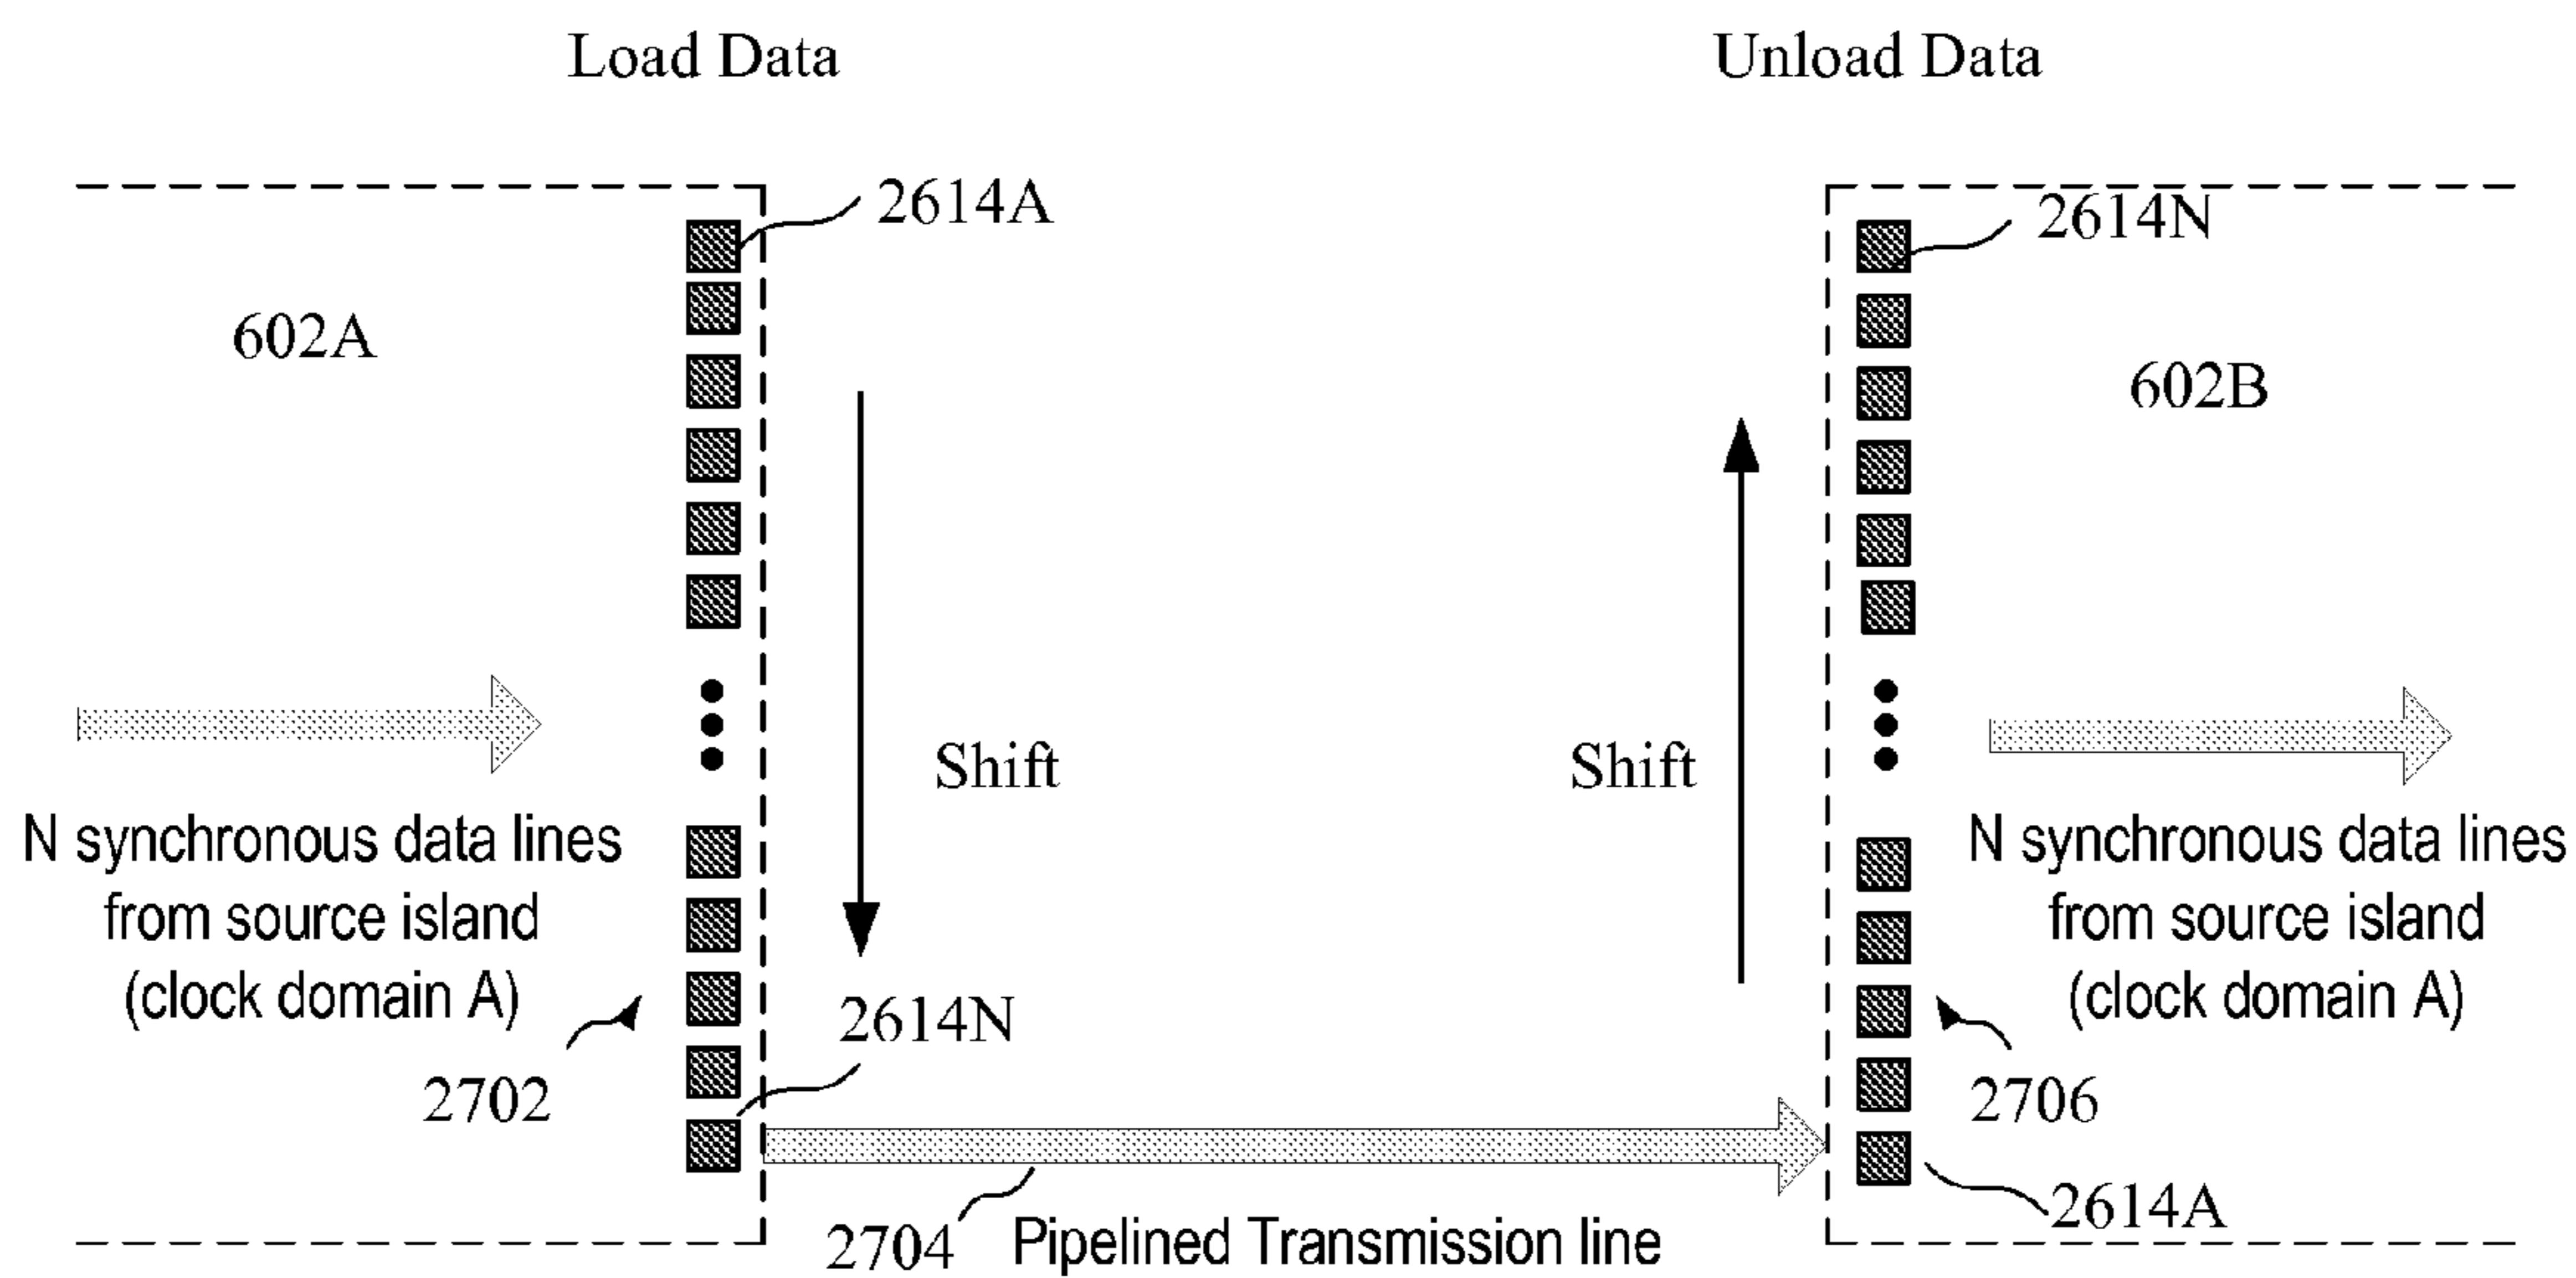 Load Data
Unload Data
2614A
2614N
602A
602B
Shift
Shift
N synchronous data lines
from source island
(clock domain A)
N synchronous data lines
from source island
(clock domain A)
2614N
2702
2706
2614A
2704
Pipelined Transmission line